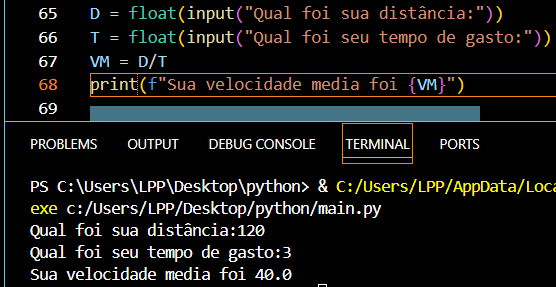 65 D = float(input("Qual foi sua distância:"))
66 T = float(input("Qual foi seu tempo de gasto:"))
67 VM = D/T
68 print(f"Sua velocidade media foi {VM}")
69
PROBLEMS OUTPUT DEBUG CONSOLE TERMINAL PORTS
PS C:\Users\LPP\Desktop\python> & C:/Users/LPP/AppData/Loca
exe c:/Users/LPP/Desktop/python/main.py
Qual foi sua distância:120
Qual foi seu tempo de gasto:3
Sua velocidade media foi 40.0